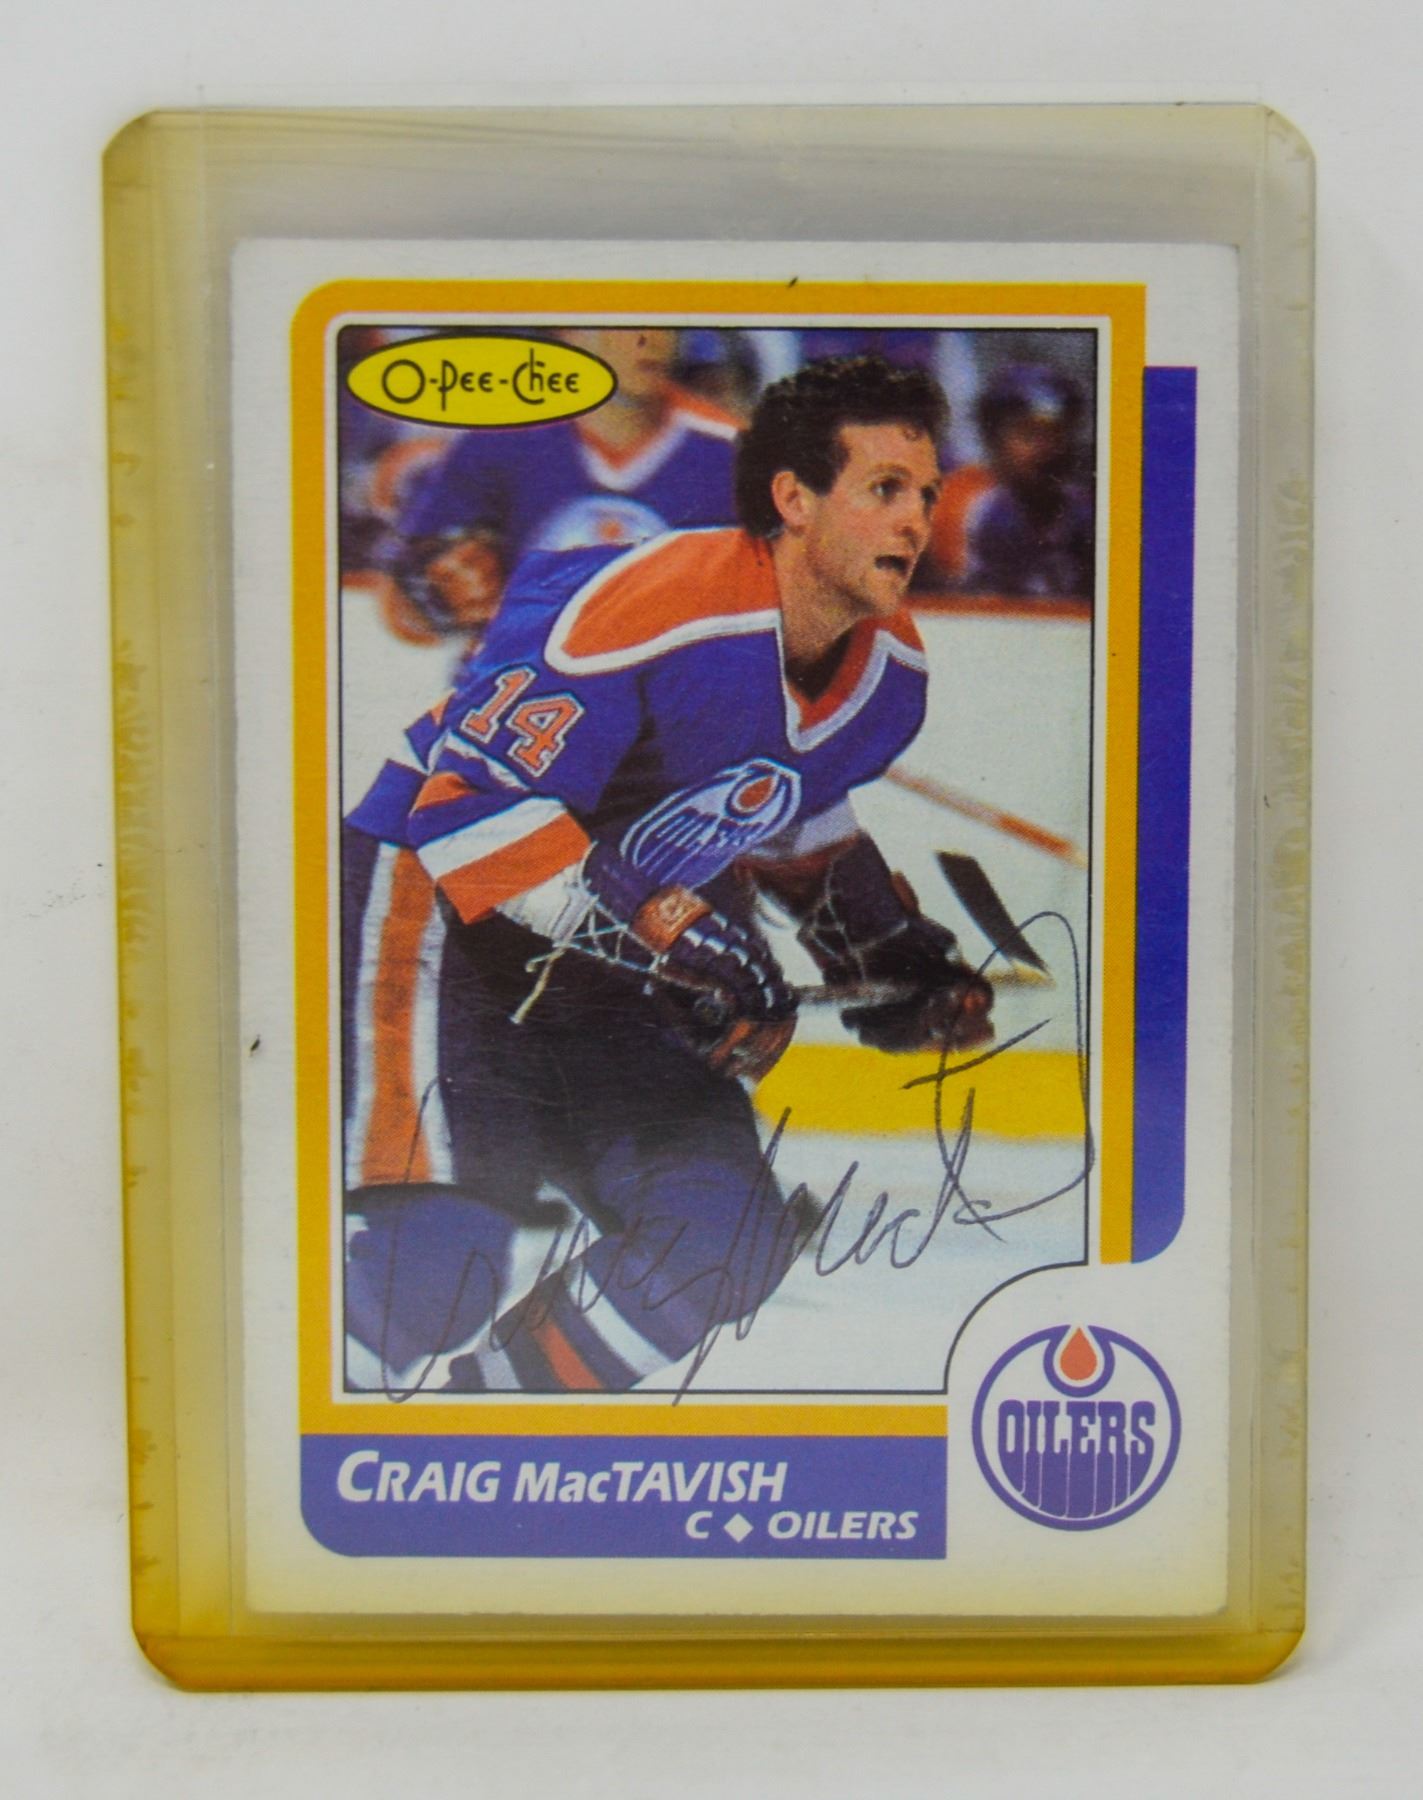 O-Pee-Chee
14
OILERS
CRAIG MacTAVISH
C ◆ OILERS